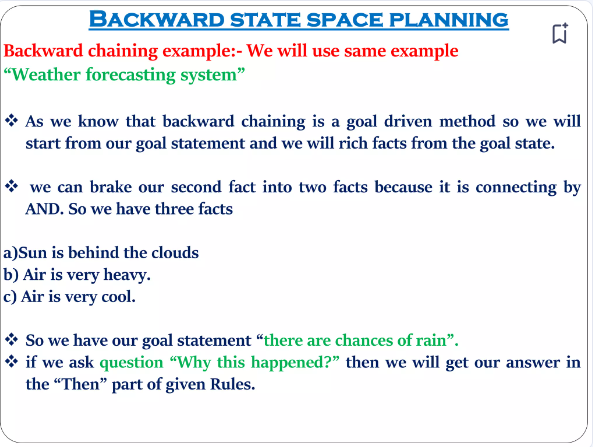 BACKWARD STATE SPACE PLANNING
Backward chaining example:- We will use same example
“Weather forecasting system”
❖ As we know that backward chaining is a goal driven method so we will
start from our goal statement and we will rich facts from the goal state.
❖ we can brake our second fact into two facts because it is connecting by
AND. So we have three facts
a)Sun is behind the clouds
b) Air is very heavy.
c) Air is very cool.
❖ So we have our goal statement “there are chances of rain”.
❖ if we ask question “Why this happened?” then we will get our answer in
the “Then” part of given Rules.